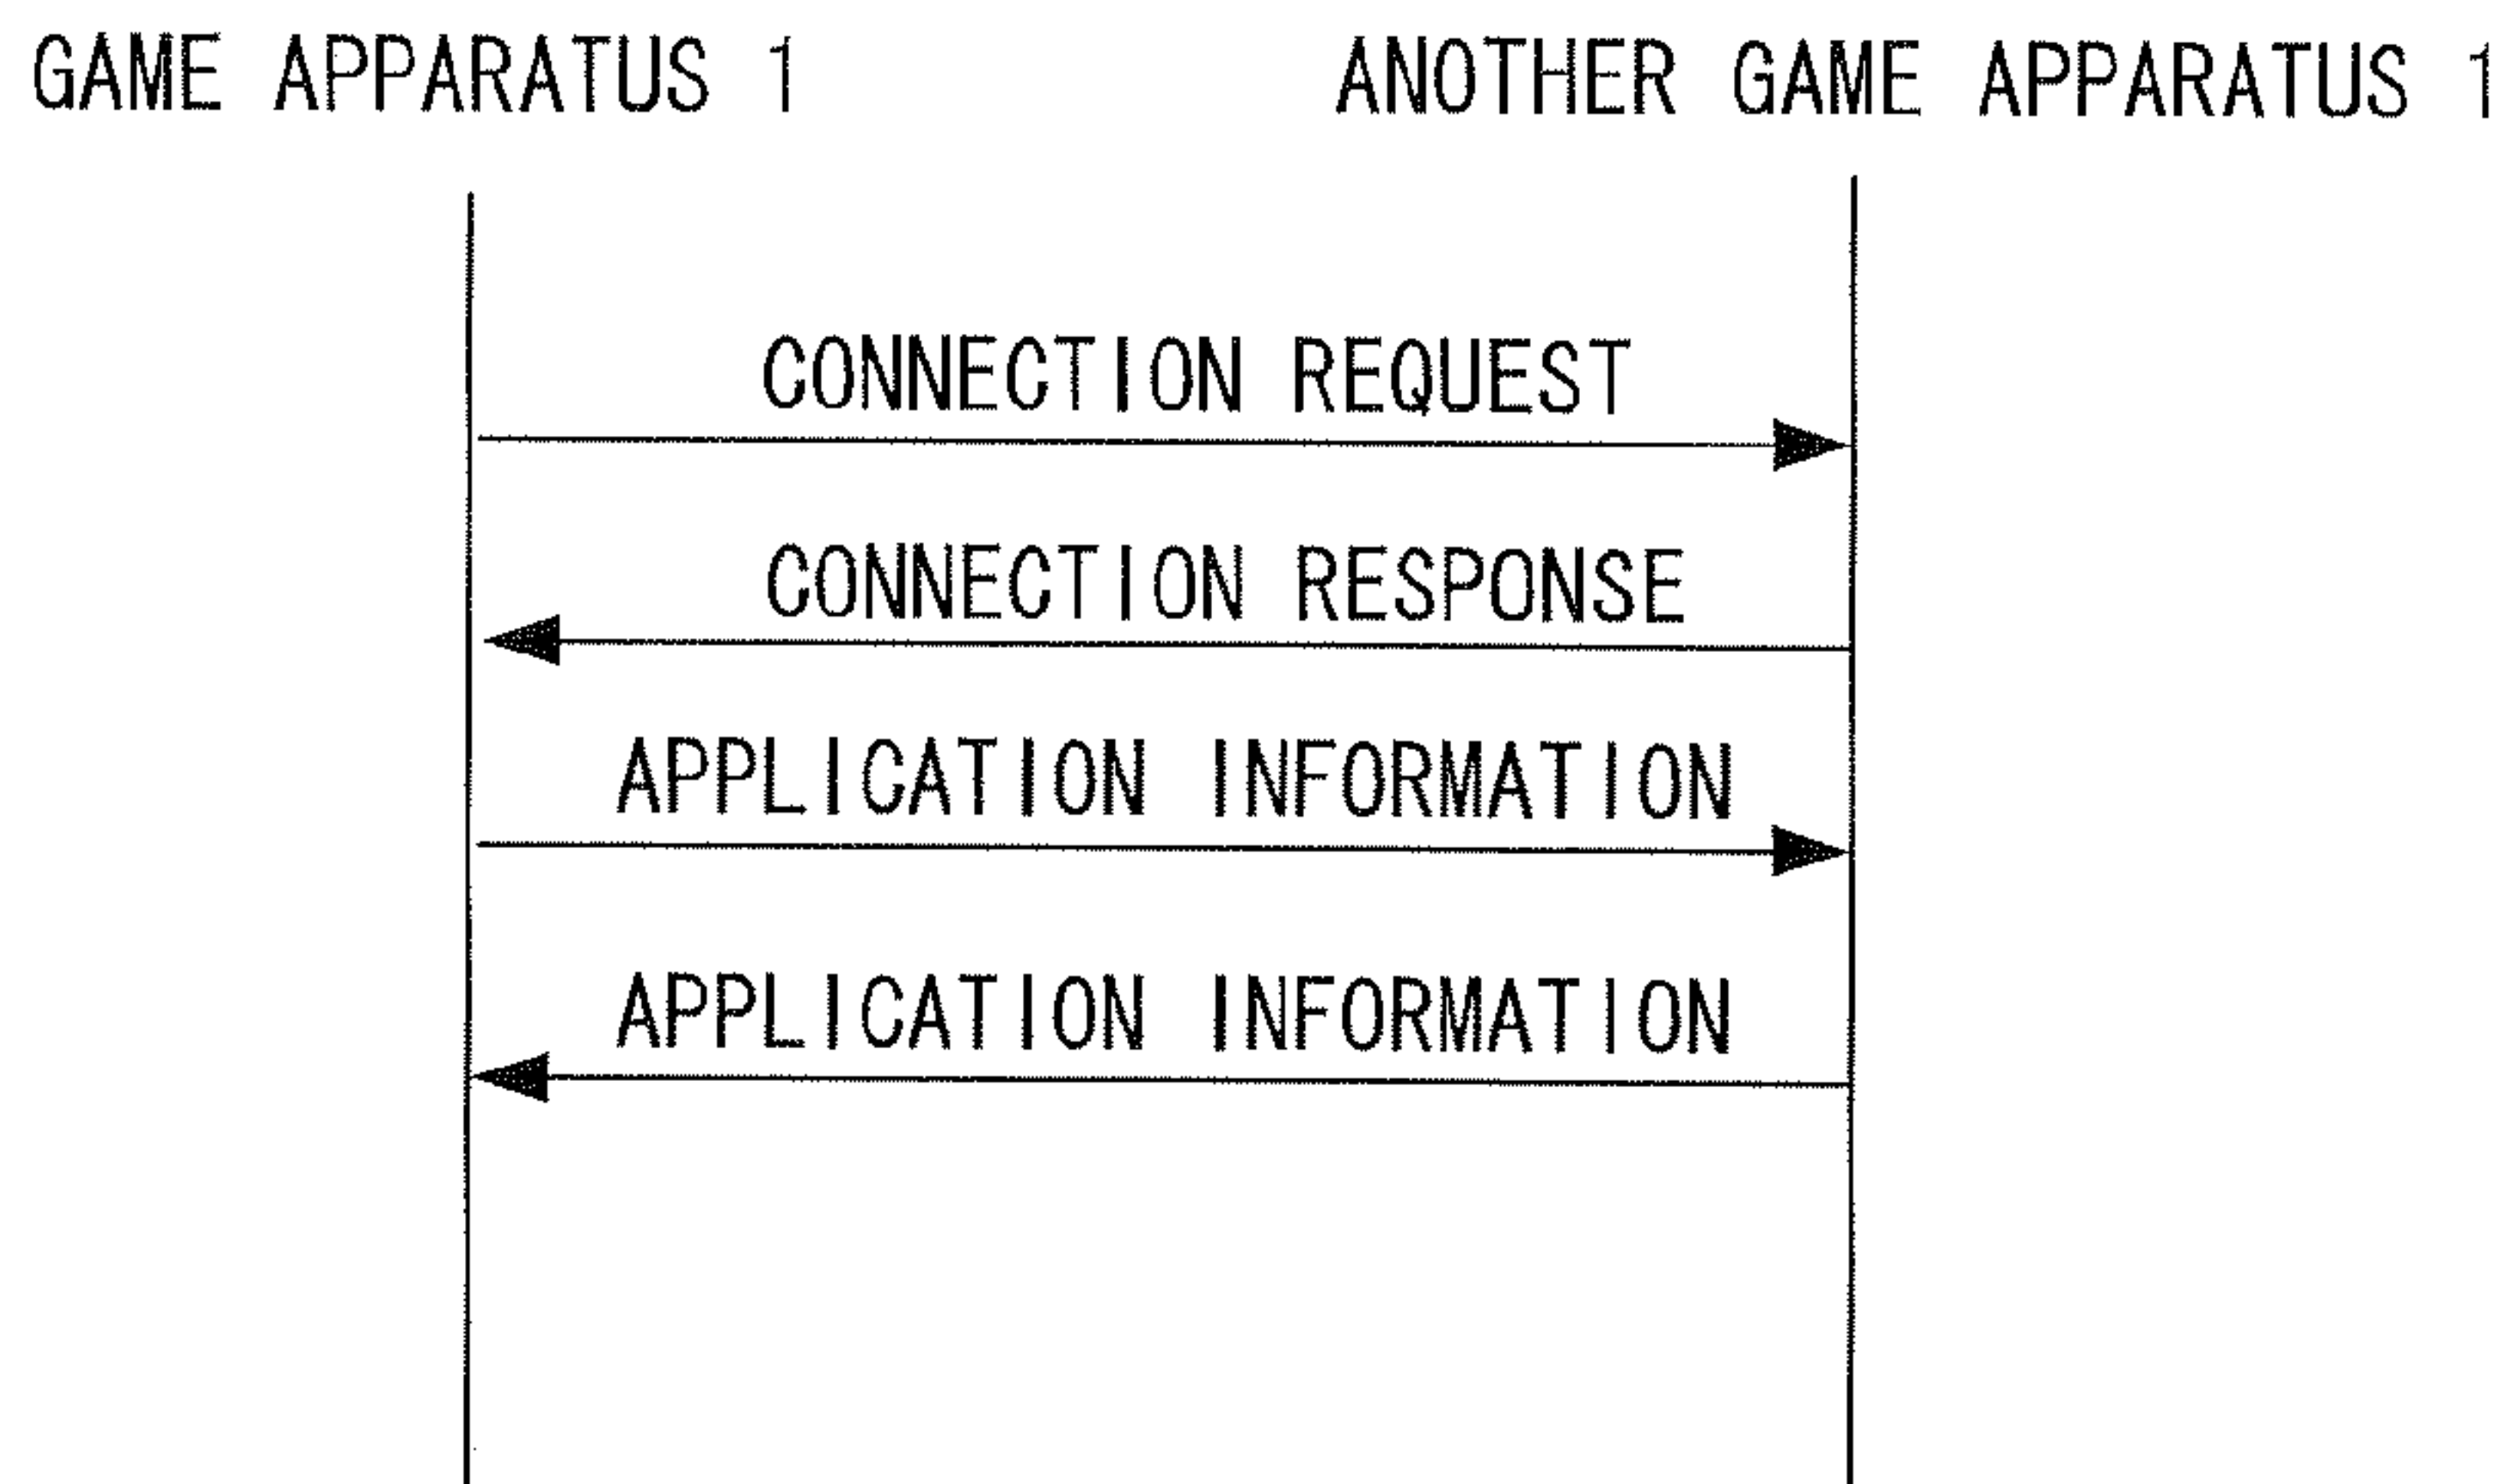 GAME APPARATUS 1
ANOTHER GAME APPARATUS 1
CONNECTION REQUEST
CONNECTION RESPONSE
APPLICATION INFORMATION
APPLICATION INFORMATION